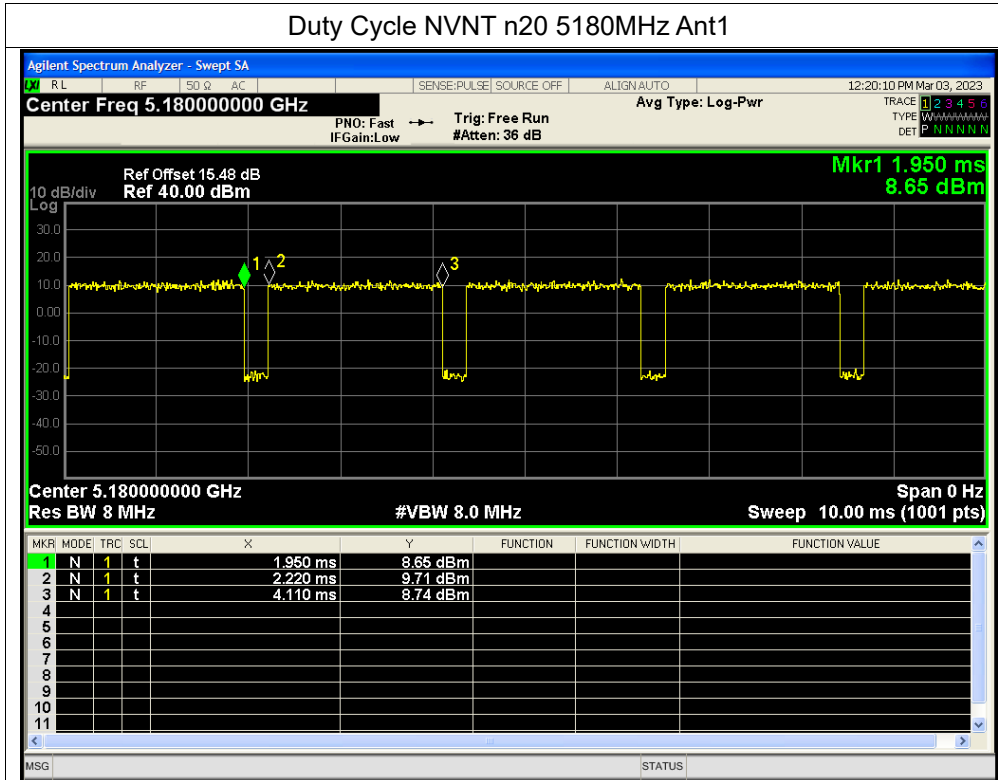 Duty Cycle NVNT n20 5180MHz Ant1
Agilent Spectrum Analyzer - Swept SA
LXI RL RF 50 Ω AC SENSE:PULSE SOURCE OFF ALIGN AUTO 12:20:10 PM Mar 03, 2023
Center Freq 5.180000000 GHz Avg Type: Log-Pwr TRACE 1 2 3 4 5 6
PNO: Fast Trig: Free Run TYPE W
IFGain:Low #Atten: 36 dB DET P N N N N N
Mkr1 1.950 ms
Ref Offset 15.48 dB
10 dB/div Ref 40.00 dBm 8.65 dBm
Log
30.0
20.0
1 2 3
10.0
0.00
-10.0
-20.0
-30.0
-40.0
-50.0
Center 5.180000000 GHz Span 0 Hz
Res BW 8 MHz #VBW 8.0 MHz Sweep 10.00 ms (1001 pts)
MKR MODE TRC SCL X Y FUNCTION FUNCTION WIDTH FUNCTION VALUE
1 N 1 t 1.950 ms 8.65 dBm
2 N 1 t 2.220 ms 9.71 dBm
3 N 1 t 4.110 ms 8.74 dBm
4
5
6
7
8
9
10
11
MSG STATUS